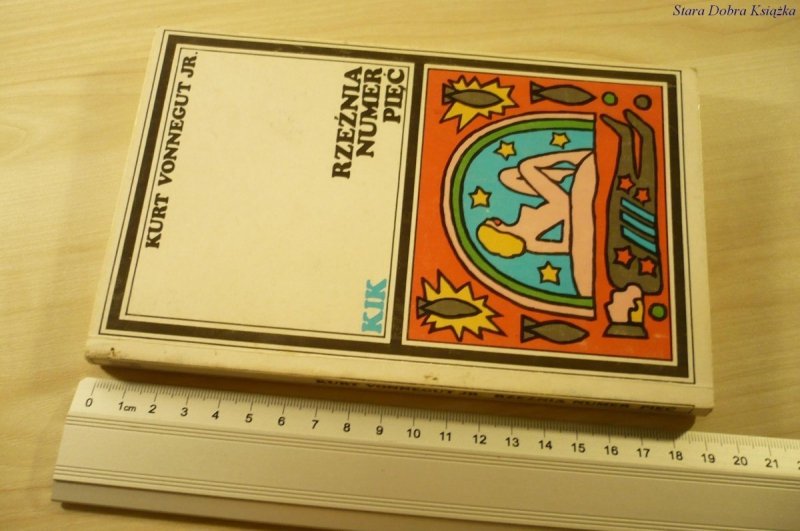 Stara Dobra Książka
KURT VONNEGUT JR.
RZEŹNIA
NUMER
PIĘĆ
KIK
KURT VONNEGUT JR. RZEŹNIA NUMER PIĘĆ
0 1cm 2 3 4 5 6 7 8 9 10 11 12 13 14 15 16 17 18 19 20 21